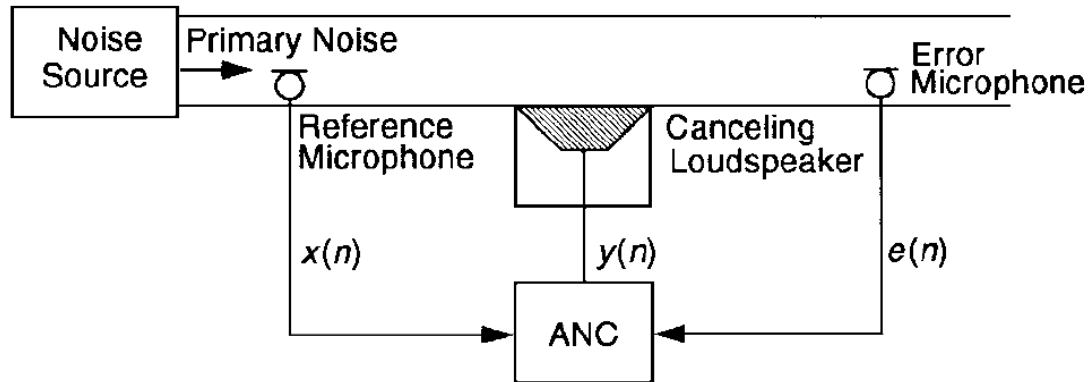 Noise
Source
Primary Noise
Error
Microphone
Reference
Microphone
Canceling
Loudspeaker
x(n)
y(n)
e(n)
ANC